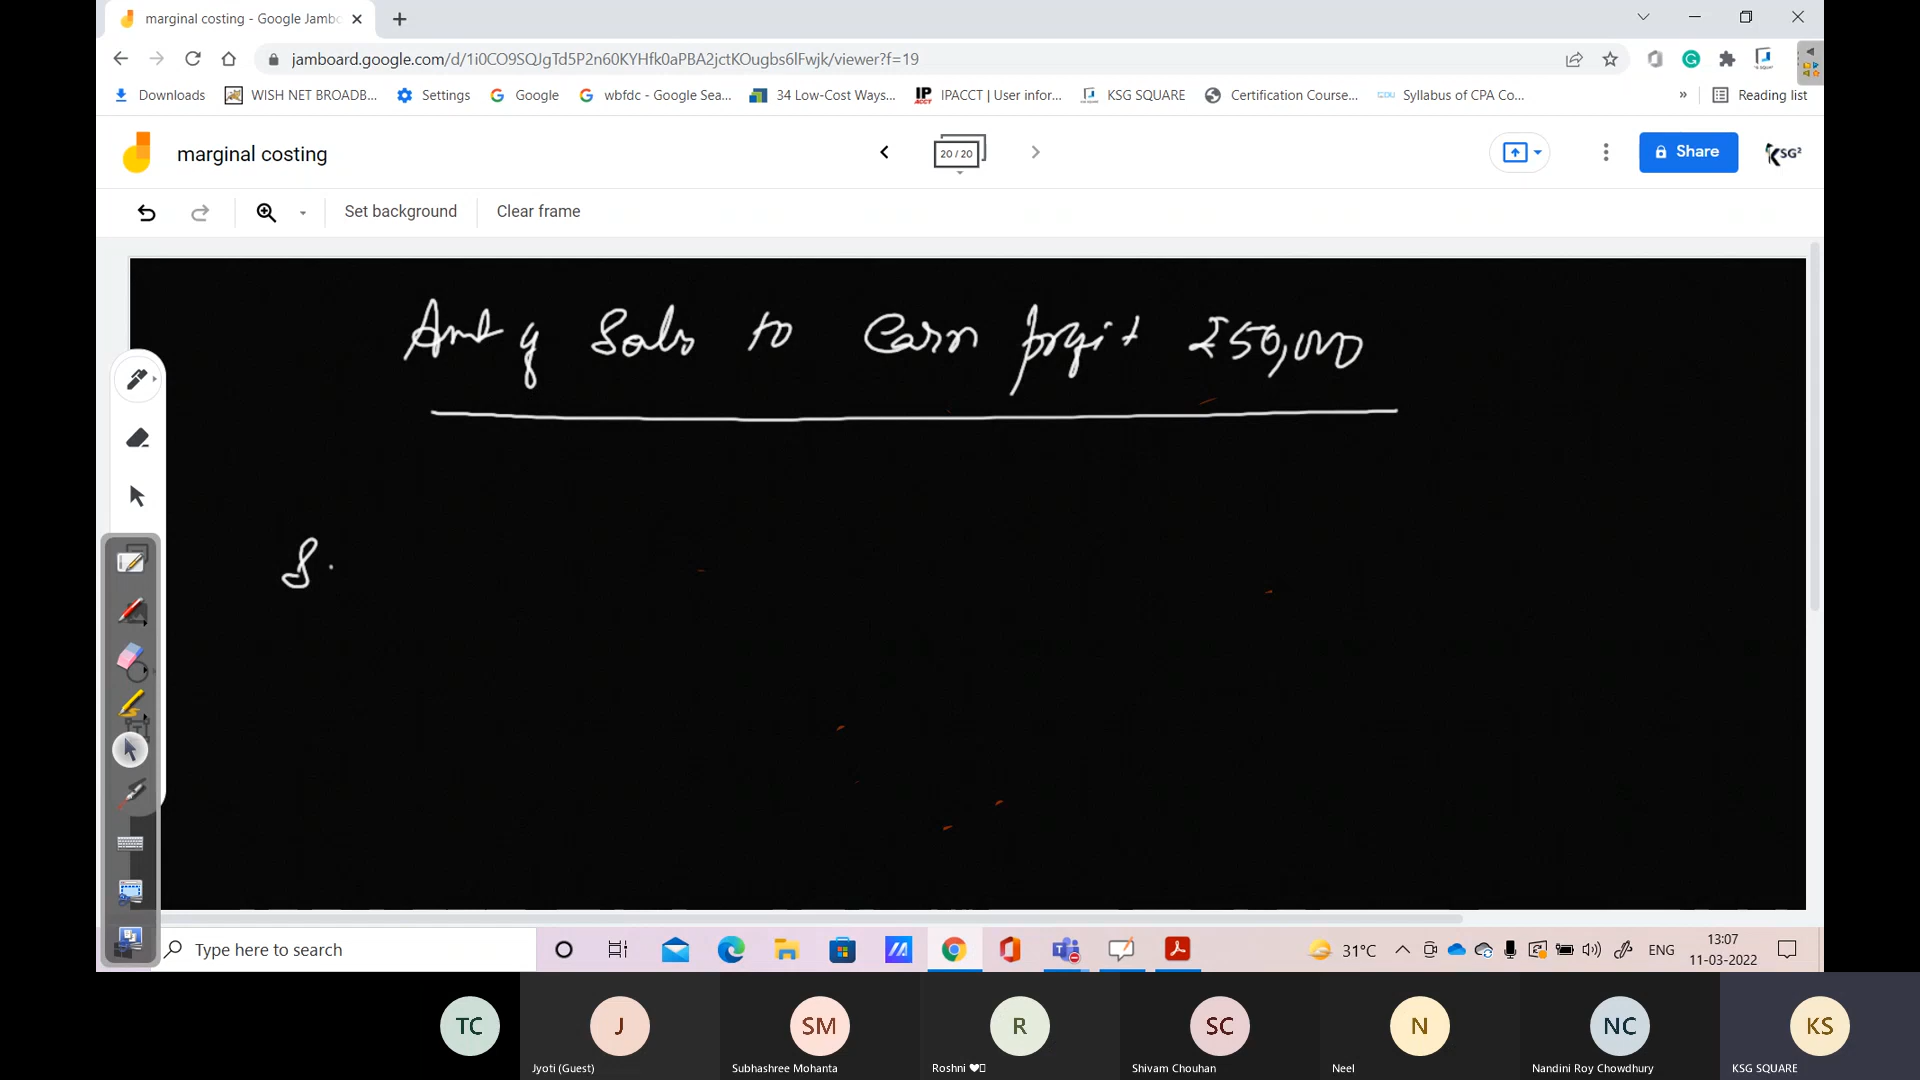 marginal costing - Google Jambo
jamboard.google.com/d/1i0CO9SQJgTd5P2n60KYHfk0aPBA2jctKOugbs6lFwjk/viewer?f=19
Downloads WISH NET BROADB... Settings Google wbfdc - Google Sea... 34 Low-Cost Ways... IPACCT | User infor... KSG SQUARE Certification Course... Syllabus of CPA Co... » Reading list
marginal costing 20 / 20 Share KSG²
Set background Clear frame
Amt of Sales to Earn profit ₹50,000
S.
Type here to search 31°C ENG 13:07
11-03-2022
TC J SM R SC N NC KS
Jyoti (Guest) Subhashree Mohanta Roshni ❤ Shivam Chouhan Neel Nandini Roy Chowdhury KSG SQUARE